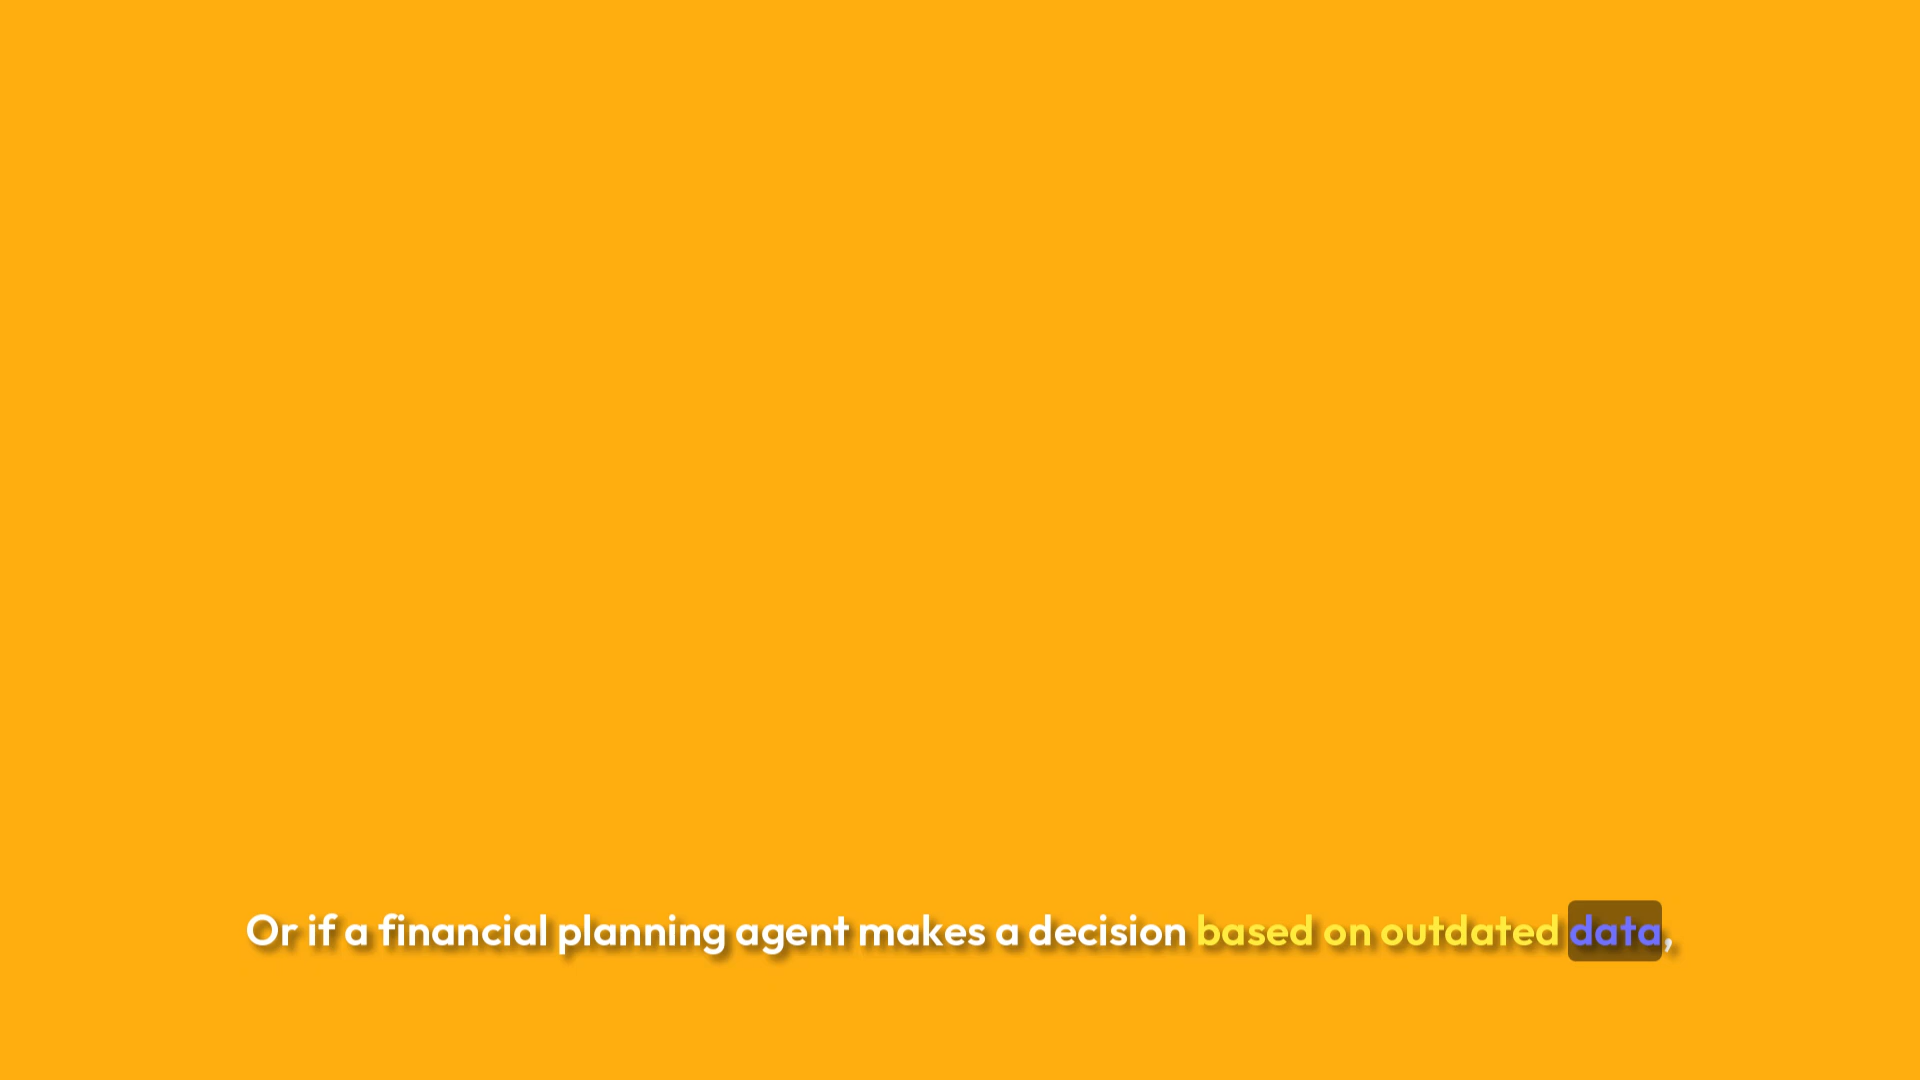 Or if a financial planning agent makes a decision based on outdated data,